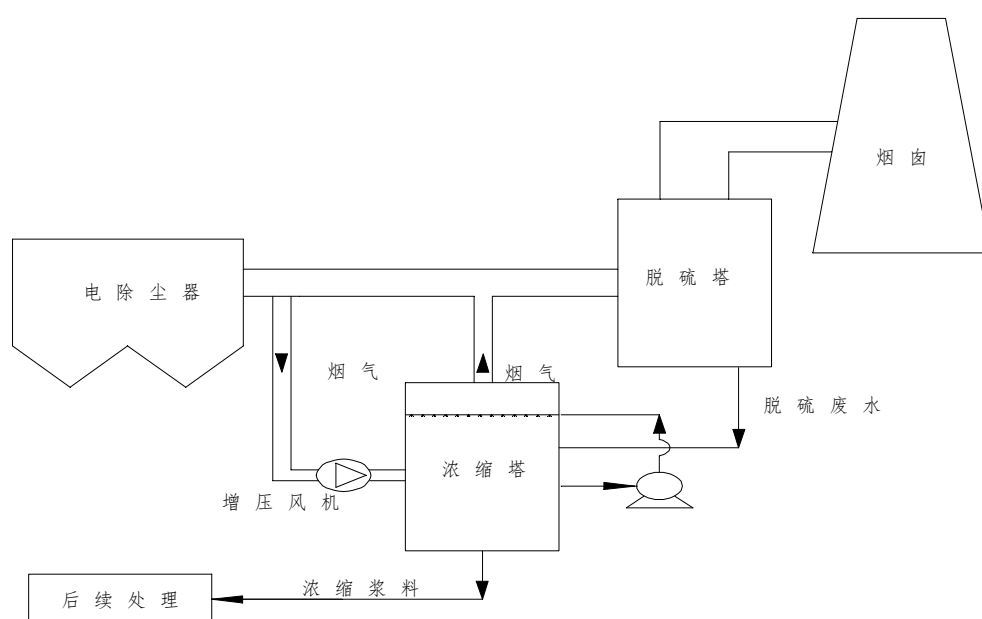 烟囱
脱硫塔
电除尘器
烟气
烟气
脱硫废水
浓缩塔
增压风机
浓缩浆料
后续处理